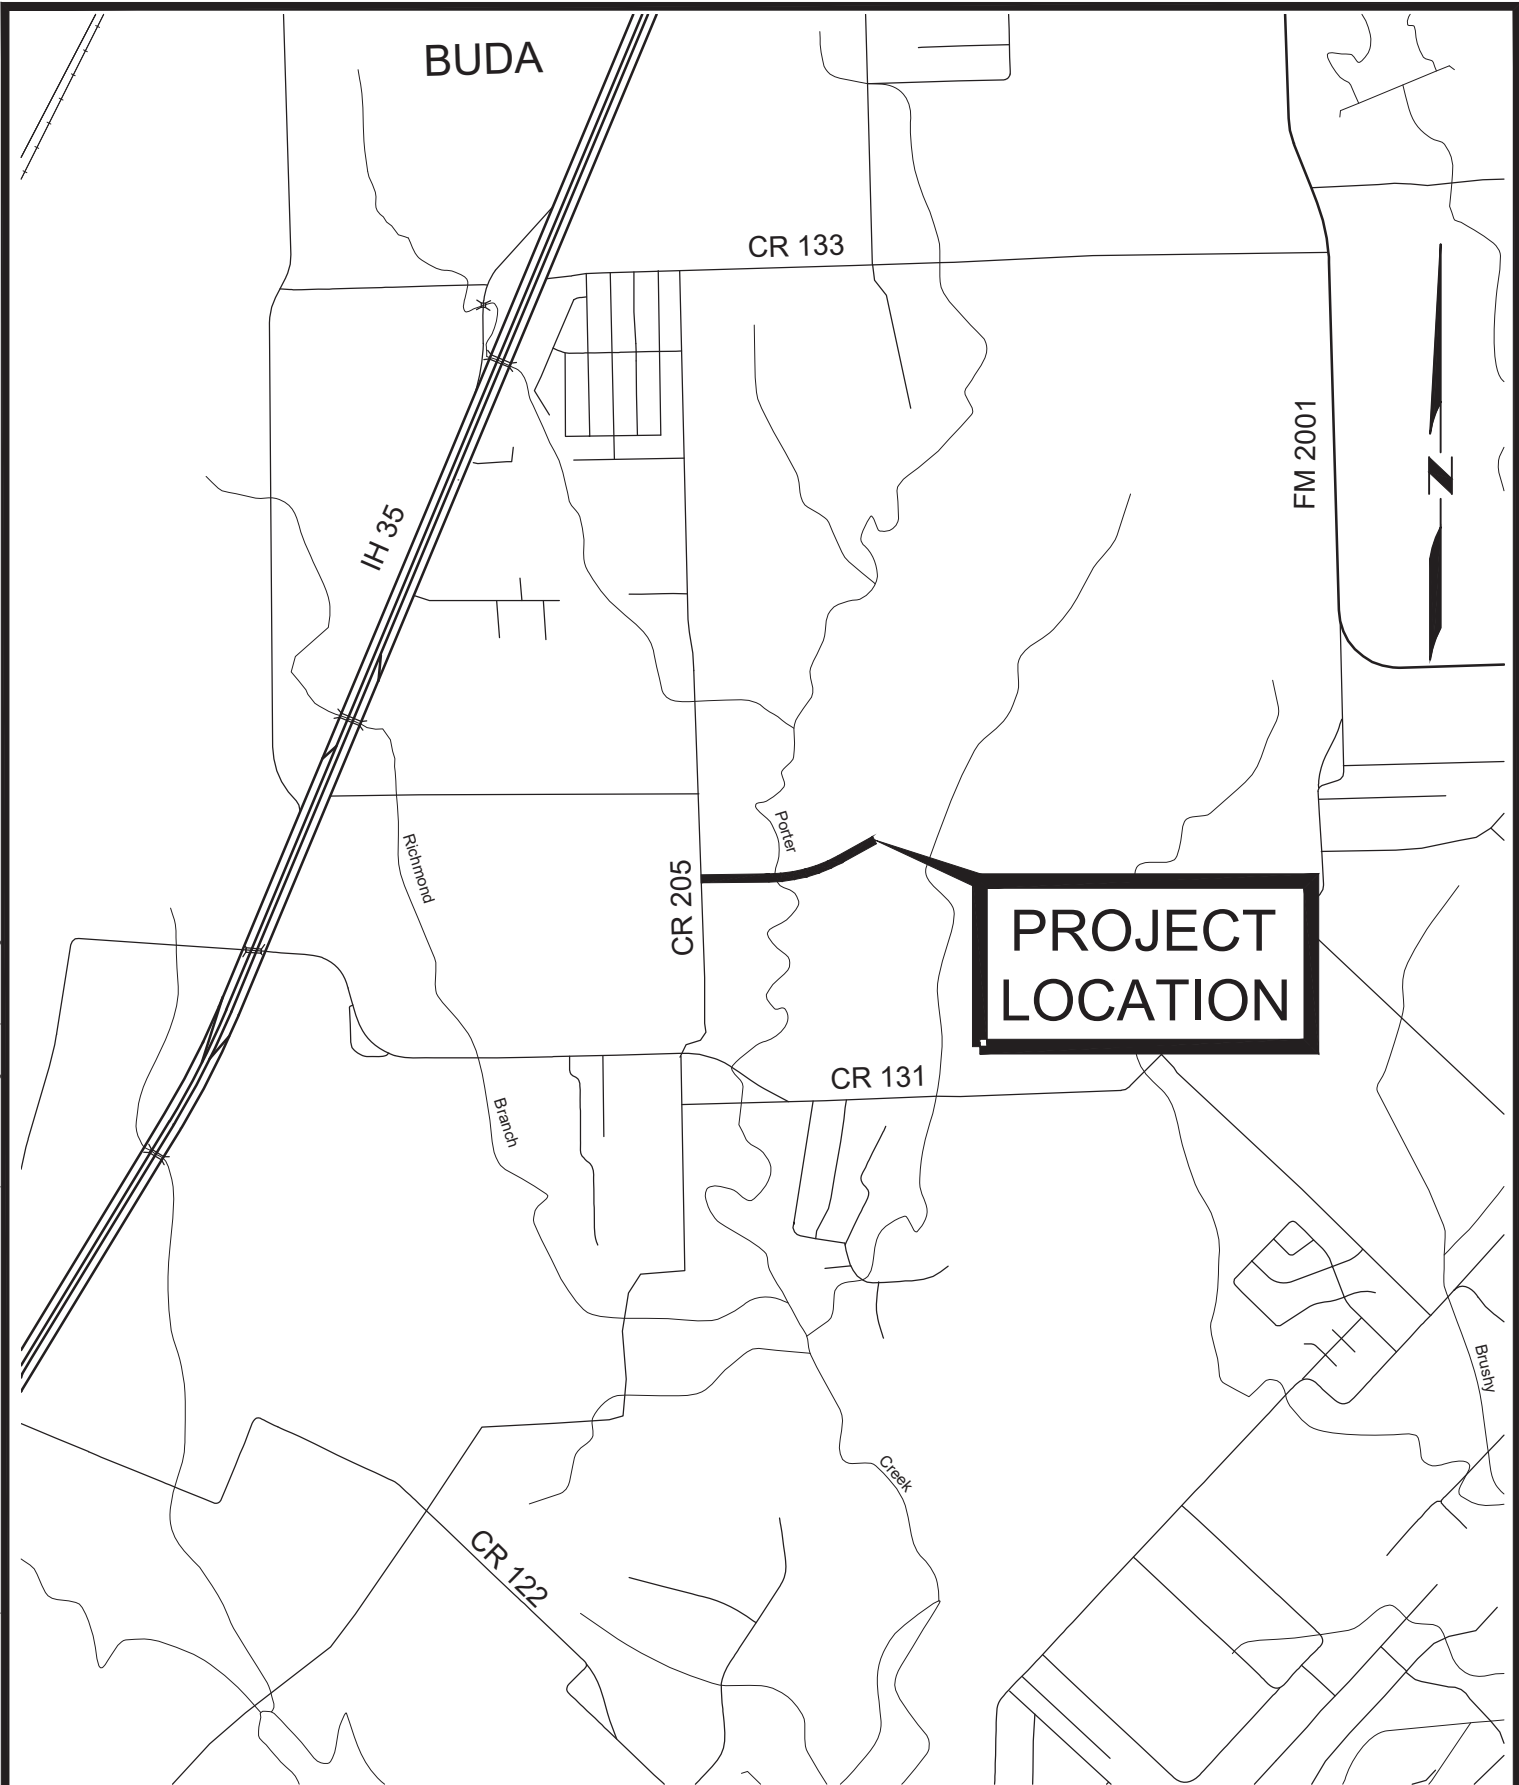 BUDA
CR 133
FM 2001
N
IH 35
Porter
Richmond
CR 205
PROJECT
LOCATION
CR 131
Branch
Brushy
Creek
CR 122